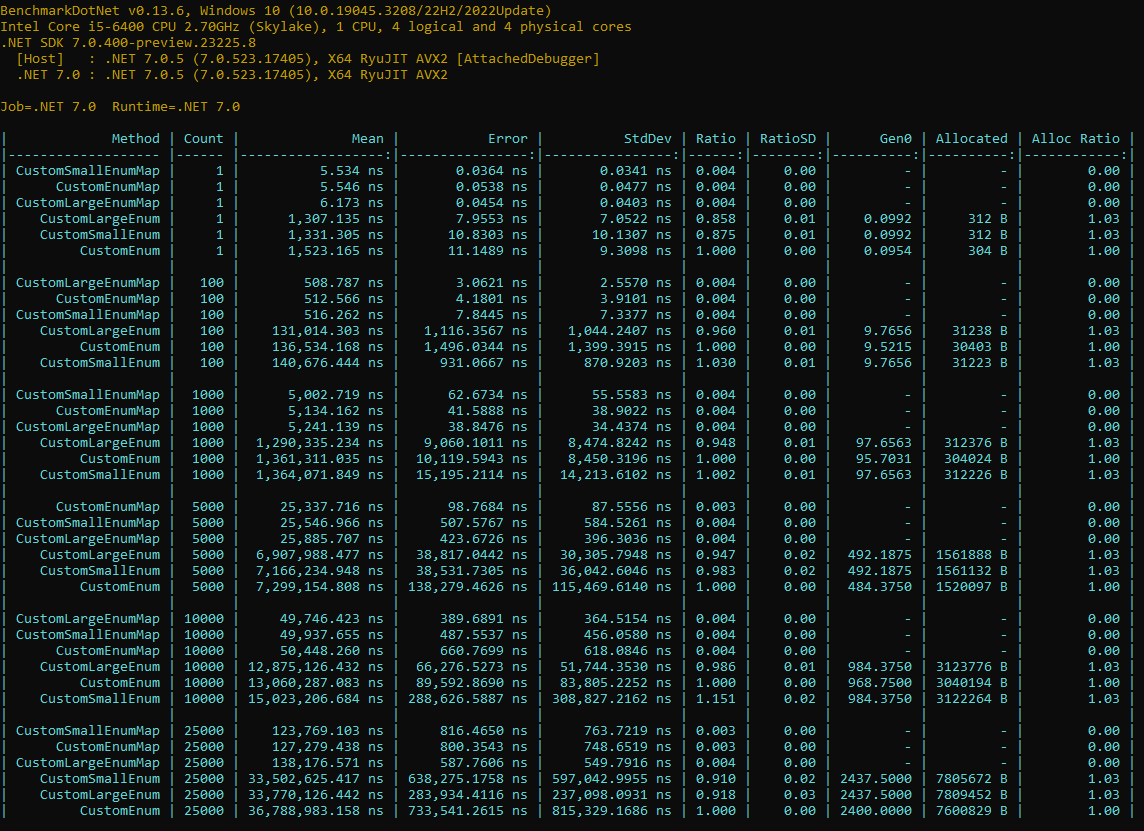 BenchmarkDotNet v0.13.6, Windows 10 (10.0.19045.3208/22H2/2022Update)
Intel Core i5-6400 CPU 2.70GHz (Skylake), 1 CPU, 4 logical and 4 physical cores
.NET SDK 7.0.400-preview.23225.8
[Host] : .NET 7.0.5 (7.0.523.17405), X64 RyuJIT AVX2 [AttachedDebugger]
.NET 7.0 : .NET 7.0.5 (7.0.523.17405), X64 RyuJIT AVX2
Job=.NET 7.0 Runtime=.NET 7.0
| Method | Count | Mean | Error | StdDev | Ratio | RatioSD | Gen0 | Allocated | Alloc Ratio |
|------------------- |------ |------------------:|----------------:|----------------:|------:|--------:|----------:|----------:|------------:|
| CustomSmallEnumMap | 1 | 5.534 ns | 0.0364 ns | 0.0341 ns | 0.004 | 0.00 | - | - | 0.00 |
| CustomEnumMap | 1 | 5.546 ns | 0.0538 ns | 0.0477 ns | 0.004 | 0.00 | - | - | 0.00 |
| CustomLargeEnumMap | 1 | 6.173 ns | 0.0454 ns | 0.0403 ns | 0.004 | 0.00 | - | - | 0.00 |
| CustomLargeEnum | 1 | 1,307.135 ns | 7.9553 ns | 7.0522 ns | 0.858 | 0.01 | 0.0992 | 312 B | 1.03 |
| CustomSmallEnum | 1 | 1,331.305 ns | 10.8303 ns | 10.1307 ns | 0.875 | 0.01 | 0.0992 | 312 B | 1.03 |
| CustomEnum | 1 | 1,523.165 ns | 11.1489 ns | 9.3098 ns | 1.000 | 0.00 | 0.0954 | 304 B | 1.00 |
| | | | | | | | | | |
| CustomLargeEnumMap | 100 | 508.787 ns | 3.0621 ns | 2.5570 ns | 0.004 | 0.00 | - | - | 0.00 |
| CustomEnumMap | 100 | 512.566 ns | 4.1801 ns | 3.9101 ns | 0.004 | 0.00 | - | - | 0.00 |
| CustomSmallEnumMap | 100 | 516.262 ns | 7.8445 ns | 7.3377 ns | 0.004 | 0.00 | - | - | 0.00 |
| CustomLargeEnum | 100 | 131,014.303 ns | 1,116.3567 ns | 1,044.2407 ns | 0.960 | 0.01 | 9.7656 | 31238 B | 1.03 |
| CustomEnum | 100 | 136,534.168 ns | 1,496.0344 ns | 1,399.3915 ns | 1.000 | 0.00 | 9.5215 | 30403 B | 1.00 |
| CustomSmallEnum | 100 | 140,676.444 ns | 931.0667 ns | 870.9203 ns | 1.030 | 0.01 | 9.7656 | 31223 B | 1.03 |
| | | | | | | | | | |
| CustomSmallEnumMap | 1000 | 5,002.719 ns | 62.6734 ns | 55.5583 ns | 0.004 | 0.00 | - | - | 0.00 |
| CustomEnumMap | 1000 | 5,134.162 ns | 41.5888 ns | 38.9022 ns | 0.004 | 0.00 | - | - | 0.00 |
| CustomLargeEnumMap | 1000 | 5,241.139 ns | 38.8476 ns | 34.4374 ns | 0.004 | 0.00 | - | - | 0.00 |
| CustomLargeEnum | 1000 | 1,290,335.234 ns | 9,060.1011 ns | 8,474.8242 ns | 0.948 | 0.01 | 97.6563 | 312376 B | 1.03 |
| CustomEnum | 1000 | 1,361,311.035 ns | 10,119.5943 ns | 8,450.3196 ns | 1.000 | 0.00 | 95.7031 | 304024 B | 1.00 |
| CustomSmallEnum | 1000 | 1,364,071.849 ns | 15,195.2114 ns | 14,213.6102 ns | 1.002 | 0.01 | 97.6563 | 312226 B | 1.03 |
| | | | | | | | | | |
| CustomEnumMap | 5000 | 25,337.716 ns | 98.7684 ns | 87.5556 ns | 0.003 | 0.00 | - | - | 0.00 |
| CustomSmallEnumMap | 5000 | 25,546.966 ns | 507.5767 ns | 584.5261 ns | 0.004 | 0.00 | - | - | 0.00 |
| CustomLargeEnumMap | 5000 | 25,885.707 ns | 423.6726 ns | 396.3036 ns | 0.004 | 0.00 | - | - | 0.00 |
| CustomLargeEnum | 5000 | 6,907,988.477 ns | 38,817.0442 ns | 30,305.7948 ns | 0.947 | 0.02 | 492.1875 | 1561888 B | 1.03 |
| CustomSmallEnum | 5000 | 7,166,234.948 ns | 38,531.7305 ns | 36,042.6046 ns | 0.983 | 0.02 | 492.1875 | 1561132 B | 1.03 |
| CustomEnum | 5000 | 7,299,154.808 ns | 138,279.4626 ns | 115,469.6140 ns | 1.000 | 0.00 | 484.3750 | 1520097 B | 1.00 |
| | | | | | | | | | |
| CustomLargeEnumMap | 10000 | 49,746.423 ns | 389.6891 ns | 364.5154 ns | 0.004 | 0.00 | - | - | 0.00 |
| CustomSmallEnumMap | 10000 | 49,937.655 ns | 487.5537 ns | 456.0580 ns | 0.004 | 0.00 | - | - | 0.00 |
| CustomEnumMap | 10000 | 50,448.260 ns | 660.7699 ns | 618.0846 ns | 0.004 | 0.00 | - | - | 0.00 |
| CustomLargeEnum | 10000 | 12,875,126.432 ns | 66,276.5273 ns | 51,744.3530 ns | 0.986 | 0.01 | 984.3750 | 3123776 B | 1.03 |
| CustomEnum | 10000 | 13,060,287.083 ns | 89,592.8690 ns | 83,805.2252 ns | 1.000 | 0.00 | 968.7500 | 3040194 B | 1.00 |
| CustomSmallEnum | 10000 | 15,023,206.684 ns | 288,626.5887 ns | 308,827.2162 ns | 1.151 | 0.02 | 984.3750 | 3122264 B | 1.03 |
| | | | | | | | | | |
| CustomSmallEnumMap | 25000 | 123,769.103 ns | 816.4650 ns | 763.7219 ns | 0.003 | 0.00 | - | - | 0.00 |
| CustomEnumMap | 25000 | 127,279.438 ns | 800.3543 ns | 748.6519 ns | 0.003 | 0.00 | - | - | 0.00 |
| CustomLargeEnumMap | 25000 | 138,176.571 ns | 587.7606 ns | 549.7916 ns | 0.004 | 0.00 | - | - | 0.00 |
| CustomSmallEnum | 25000 | 33,502,625.417 ns | 638,275.1758 ns | 597,042.9955 ns | 0.910 | 0.02 | 2437.5000 | 7805672 B | 1.03 |
| CustomLargeEnum | 25000 | 33,770,126.442 ns | 283,934.4116 ns | 237,098.0931 ns | 0.918 | 0.03 | 2437.5000 | 7809452 B | 1.03 |
| CustomEnum | 25000 | 36,788,983.158 ns | 733,541.2615 ns | 815,329.1686 ns | 1.000 | 0.00 | 2400.0000 | 7600829 B | 1.00 |